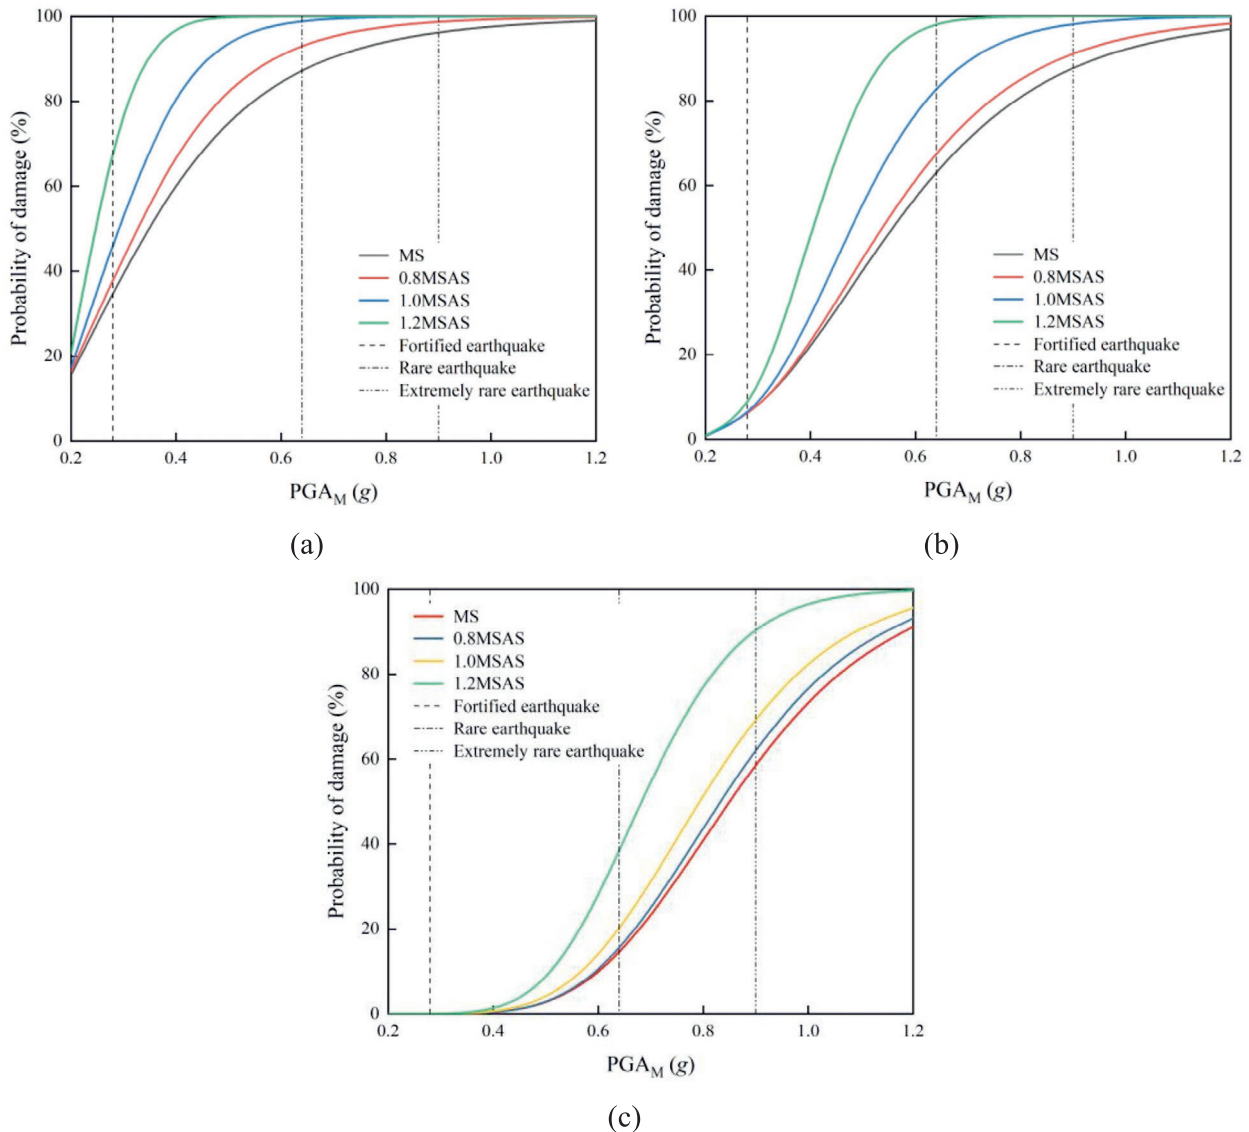 100
80
60
40
20
0
Probability of damage (%)
MS
0.8MSAS
1.0MSAS
1.2MSAS
Fortified earthquake
Rare earthquake
Extremely rare earthquake
0.2 0.4 0.6 0.8 1.0 1.2
PGA_M (g)
(a)
100
80
60
40
20
0
Probability of damage (%)
MS
0.8MSAS
1.0MSAS
1.2MSAS
Fortified earthquake
Rare earthquake
Extremely rare earthquake
0.2 0.4 0.6 0.8 1.0 1.2
PGA_M (g)
(b)
100
80
60
40
20
0
Probability of damage (%)
MS
0.8MSAS
1.0MSAS
1.2MSAS
Fortified earthquake
Rare earthquake
Extremely rare earthquake
0.2 0.4 0.6 0.8 1.0 1.2
PGA_M (g)
(c)